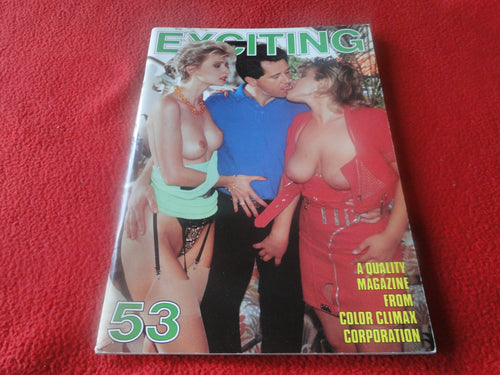 EXCITING
A QUALITY
MAGAZINE
FROM
COLOR CLIMAX
CORPORATION
53